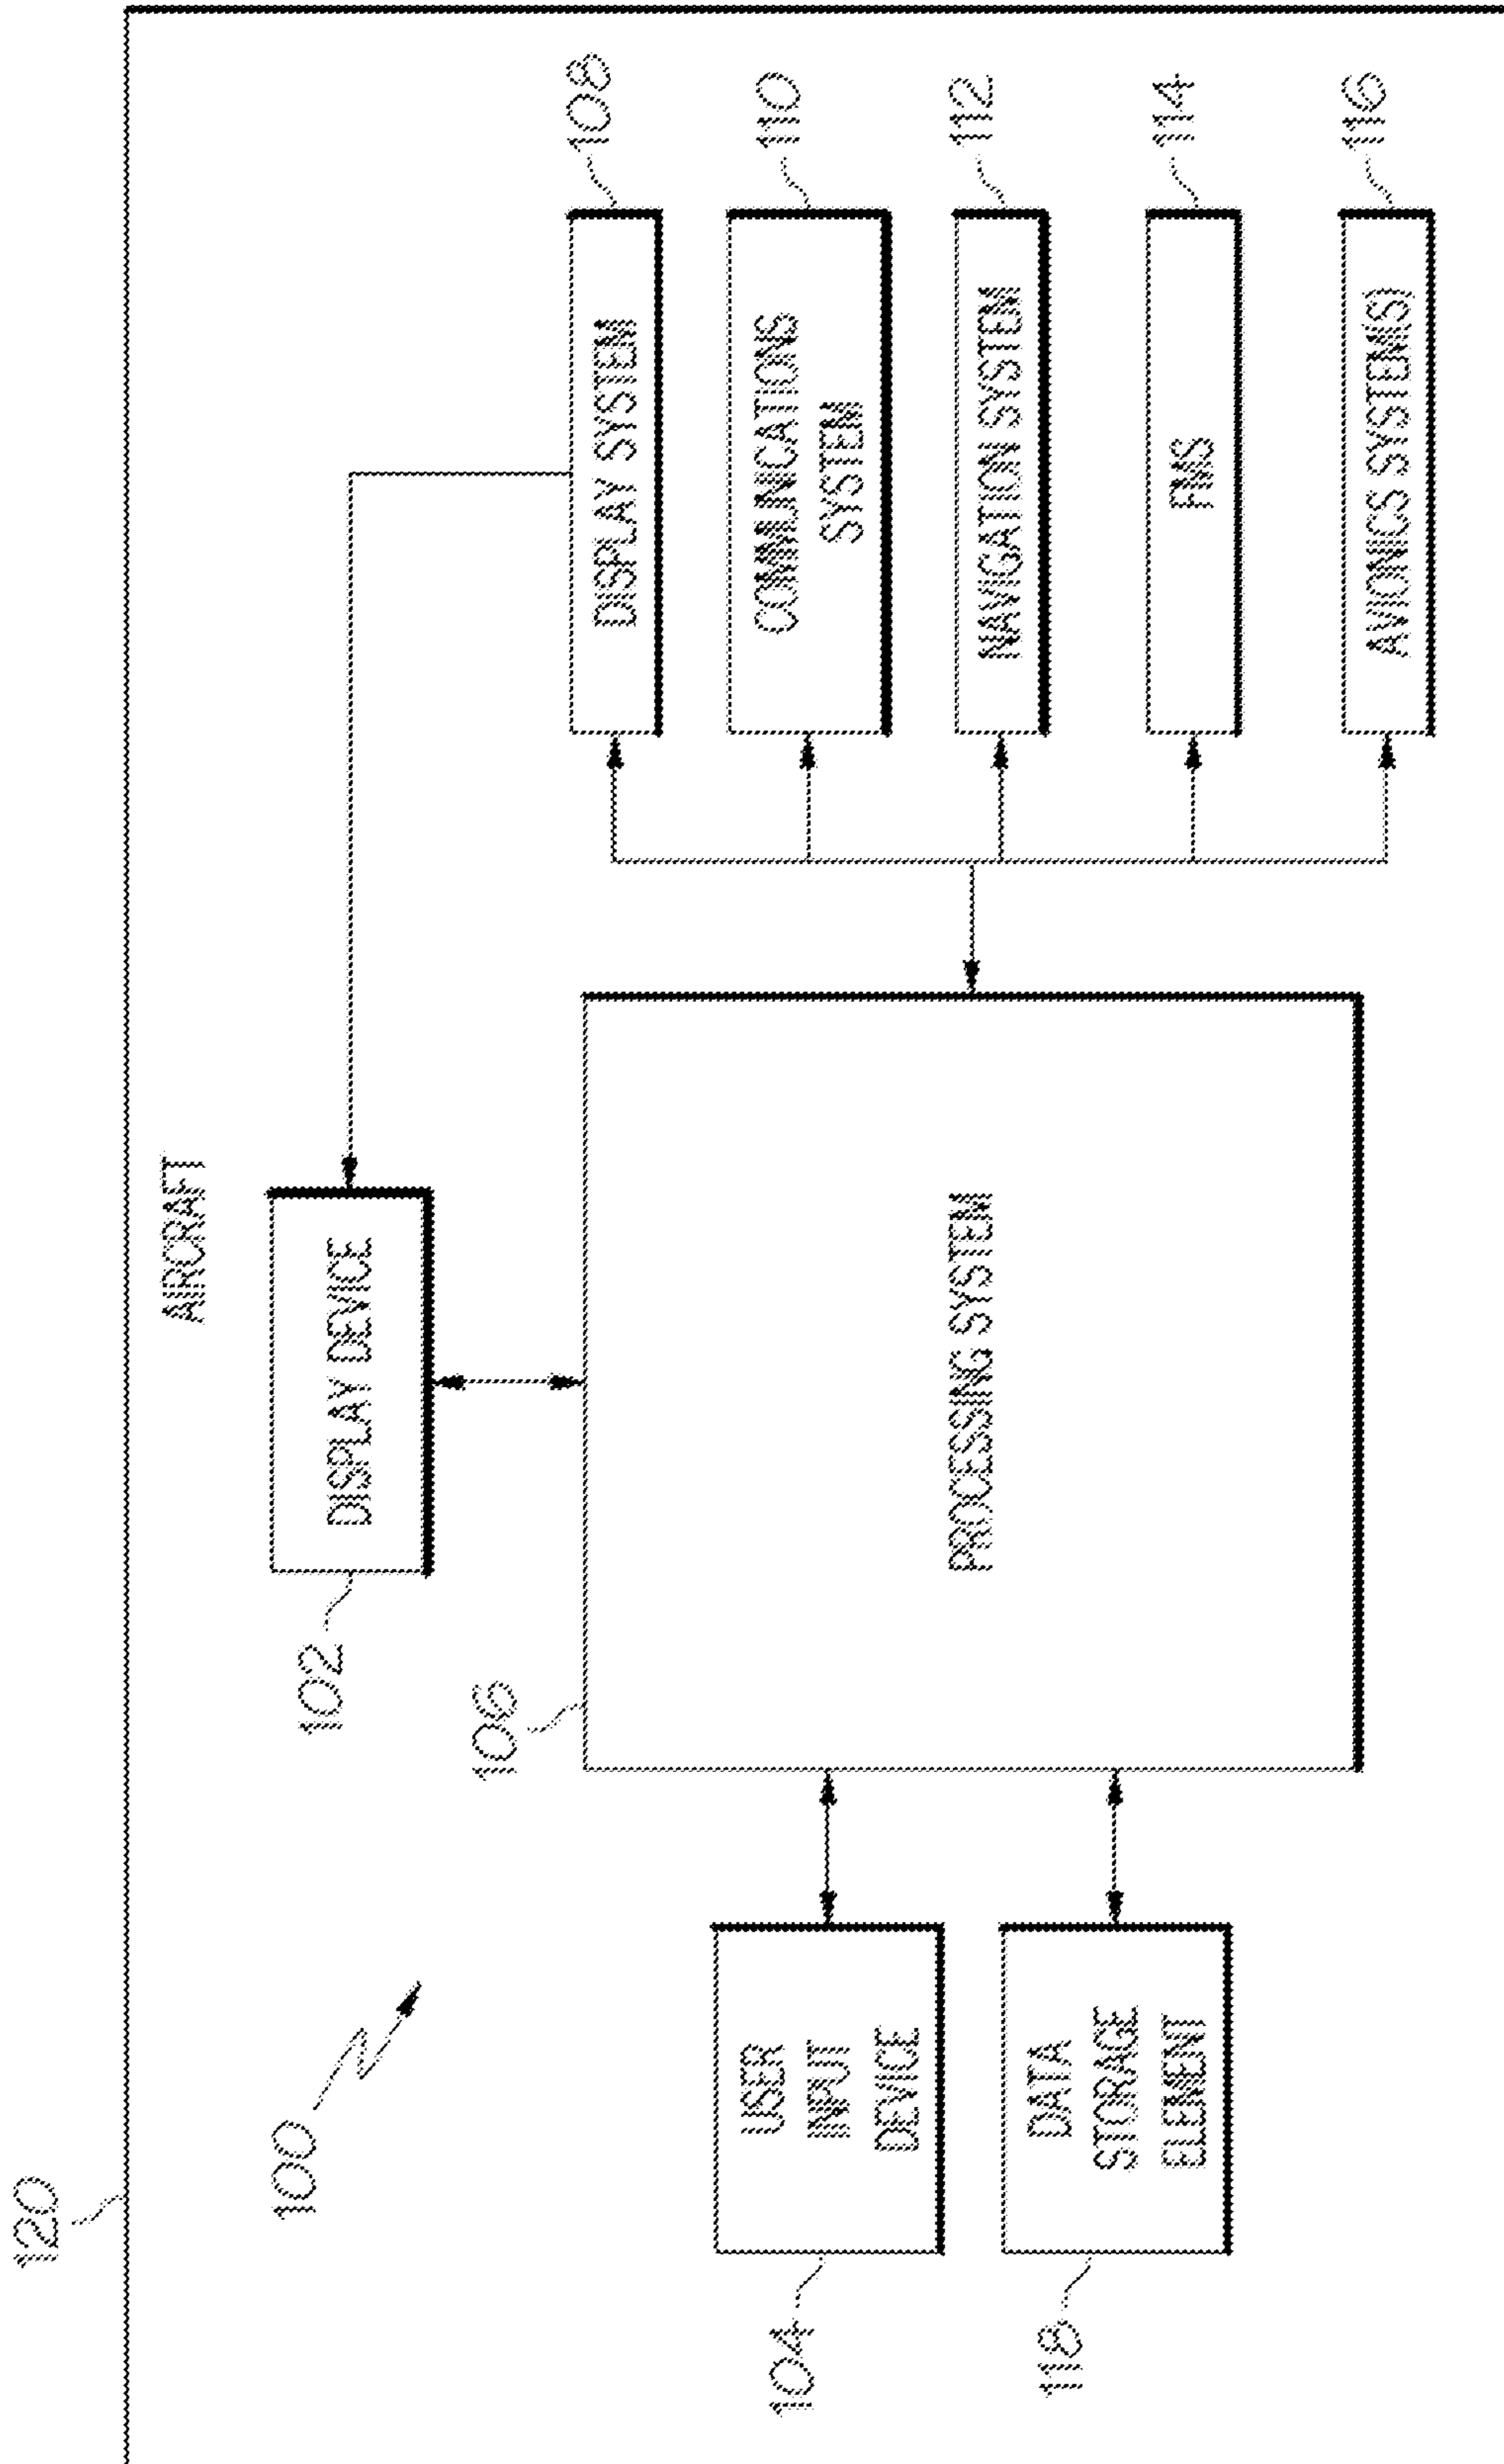 120
AIRCRAFT
100
102
DISPLAY DEVICE
106
PROCESSING SYSTEM
104
USER
INPUT
DEVICE
118
DATA
STORAGE
ELEMENT
DISPLAY SYSTEM
108
COMMUNICATIONS
SYSTEM
110
NAVIGATION SYSTEM
112
FMS
114
AVIONICS SYSTEM(S)
116